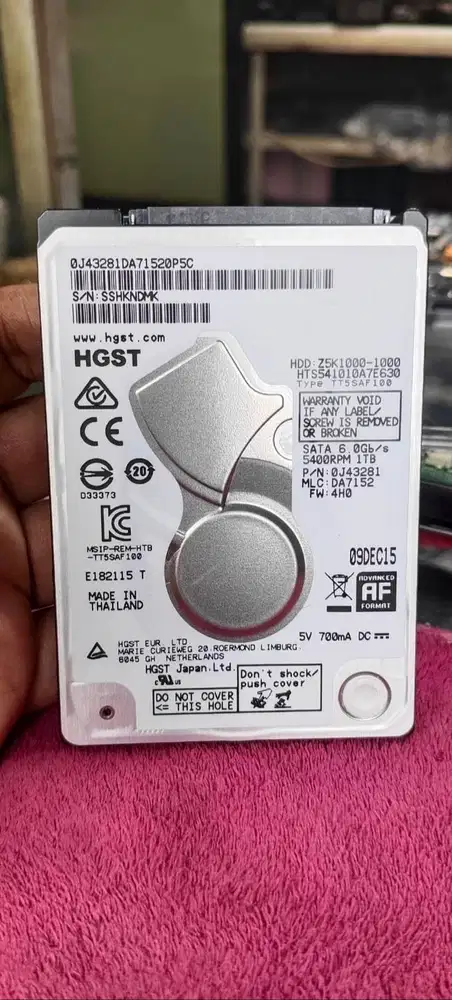 0J43281DA71520P5C
S/N:SSHKNDMK
www.hgst.com
HGST
HDD:Z5K1000-1000
HTS541010A7E630
Type TT5SAF100
WARRANTY VOID
IF ANY LABEL/
SCREW IS REMOVED
OR BROKEN
SATA 6.0Gb/s
5400RPM 1TB
P/N:0J43281
MLC:DA7152
FW:4H0
CE
20
D33373
MSIP-REM-HTB
-TT5SAF100
E182115 T
MADE IN
THAILAND
09DEC15
ADVANCED
AF
FORMAT
5V 700mA DC
HGST EUR. LTD
MARIE CURIEWEG 20.ROERMOND LIMBURG.
6045 GH NETHERLANDS
HGST Japan,Ltd.
c us
DO NOT COVER
<= THIS HOLE
Don't shock/
push cover